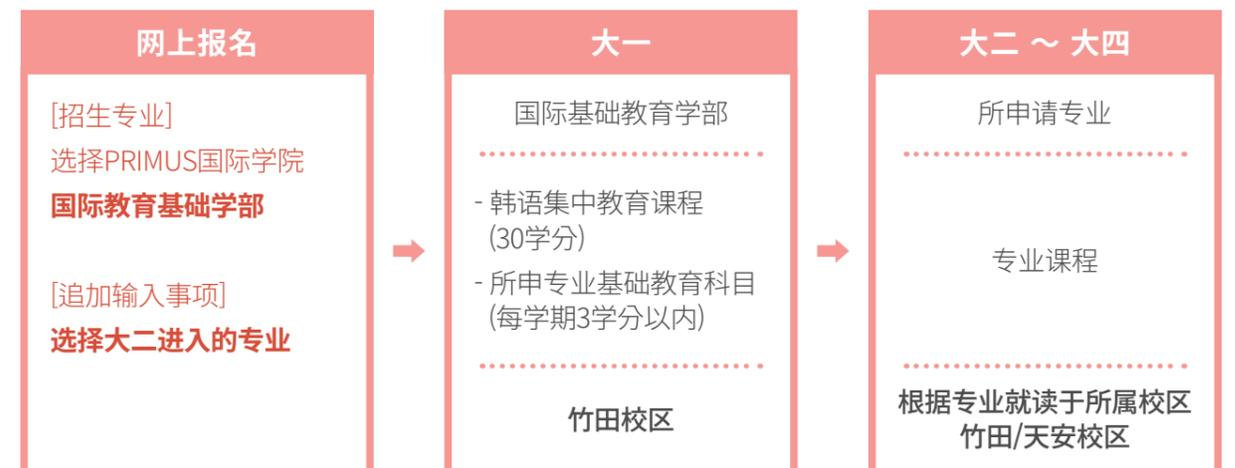 网上报名
[招生专业]
选择PRIMUS国际学院
国际教育基础学部
[追加输入事项]
选择大二进入的专业
大一
国际基础教育学部
- 韩语集中教育课程
(30学分)
- 所申专业基础教育科目
(每学期3学分以内)
竹田校区
大二 ～ 大四
所申请专业
专业课程
根据专业就读于所属校区
竹田/天安校区